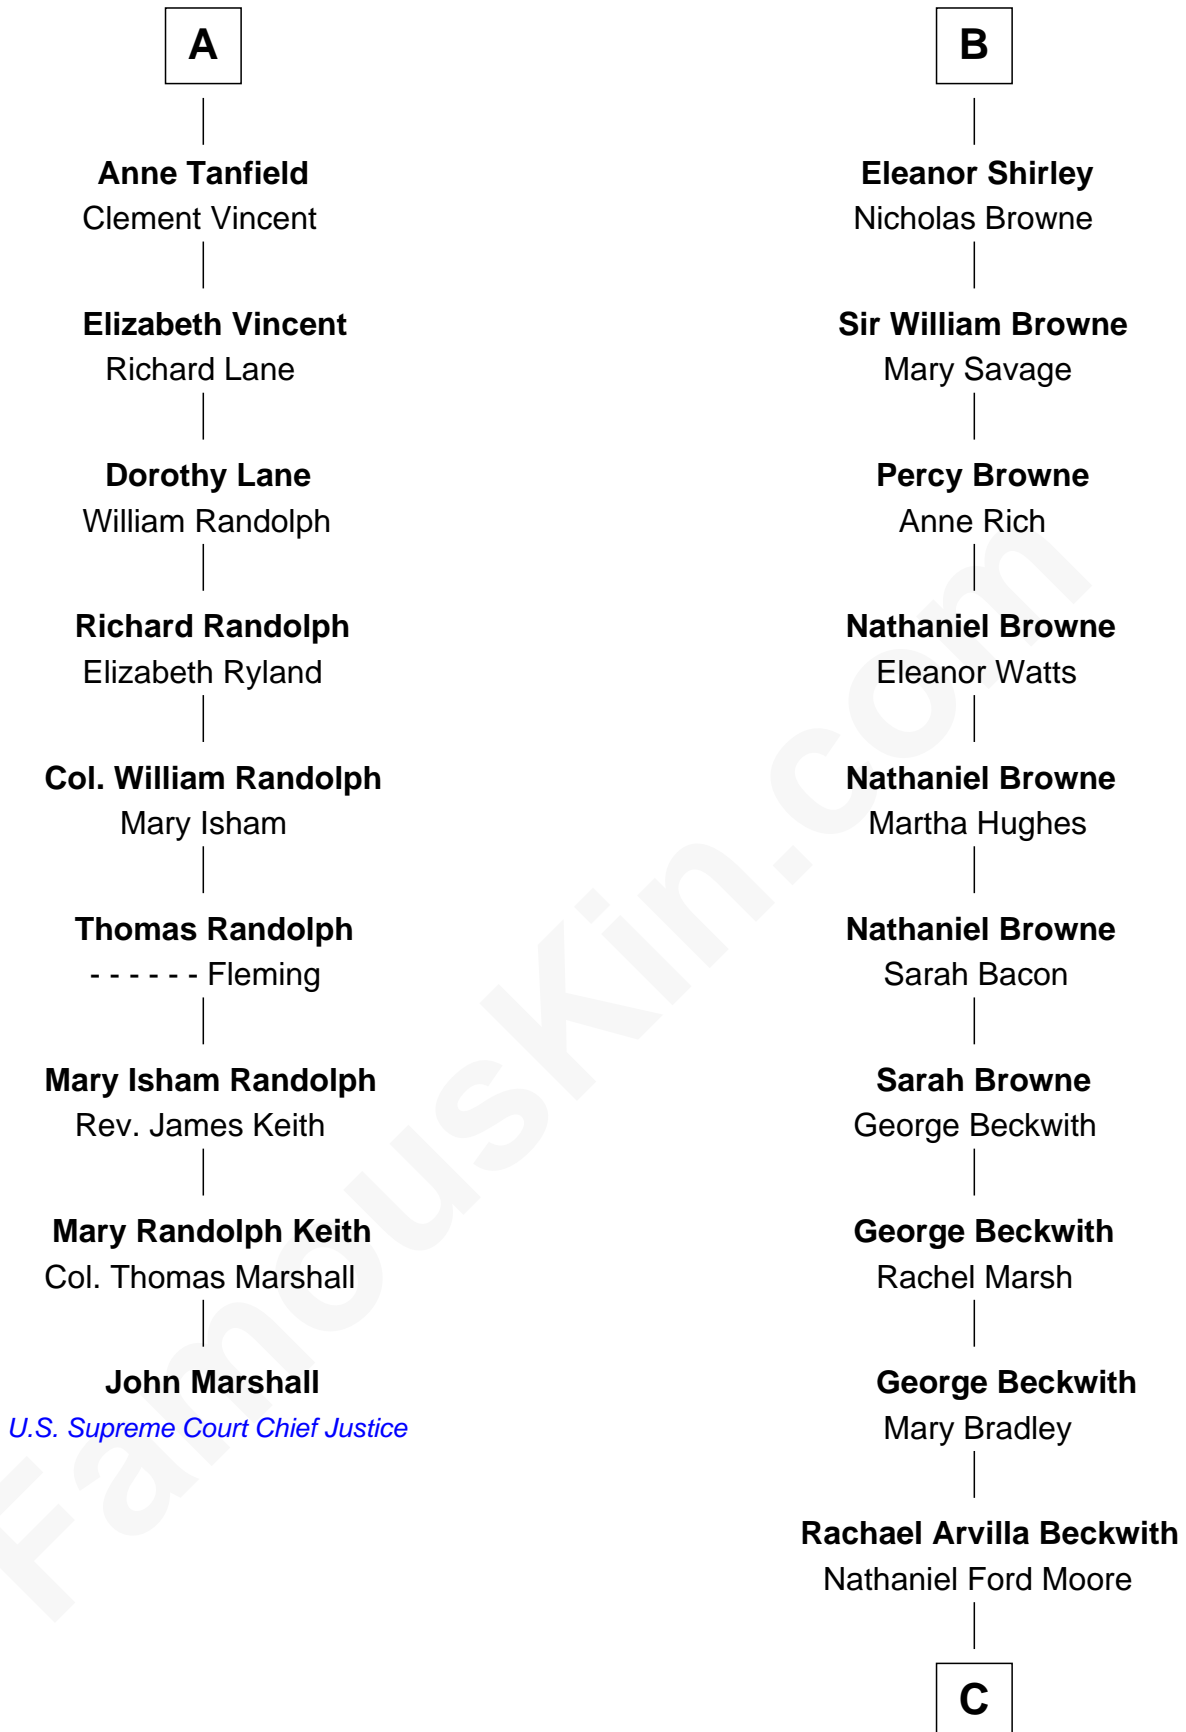 A
Anne Tanfield
Clement Vincent
Elizabeth Vincent
Richard Lane
Dorothy Lane
William Randolph
Richard Randolph
Elizabeth Ryland
Col. William Randolph
Mary Isham
Thomas Randolph
- - - - - - Fleming
Mary Isham Randolph
Rev. James Keith
Mary Randolph Keith
Col. Thomas Marshall
John Marshall
U.S. Supreme Court Chief Justice
B
Eleanor Shirley
Nicholas Browne
Sir William Browne
Mary Savage
Percy Browne
Anne Rich
Nathaniel Browne
Eleanor Watts
Nathaniel Browne
Martha Hughes
Nathaniel Browne
Sarah Bacon
Sarah Browne
George Beckwith
George Beckwith
Rachel Marsh
George Beckwith
Mary Bradley
Rachael Arvilla Beckwith
Nathaniel Ford Moore
C
FamousKin.com